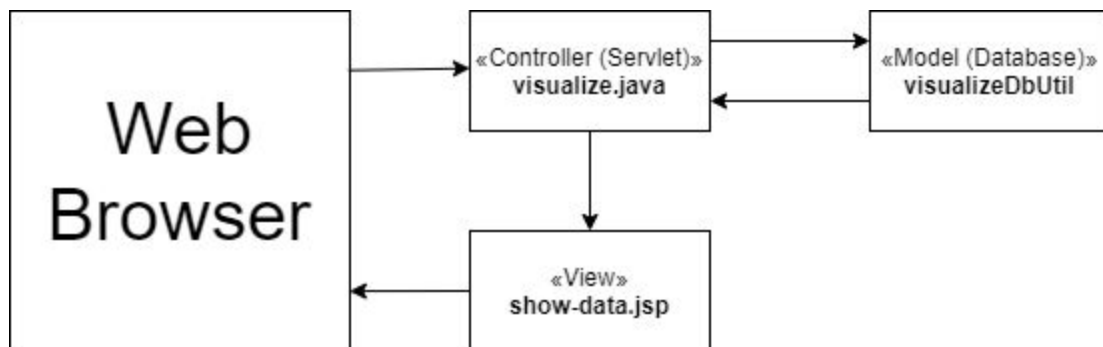 Web
Browser
«Controller (Servlet)»
visualize.java
«Model (Database)»
visualizeDbUtil
«View»
show-data.jsp